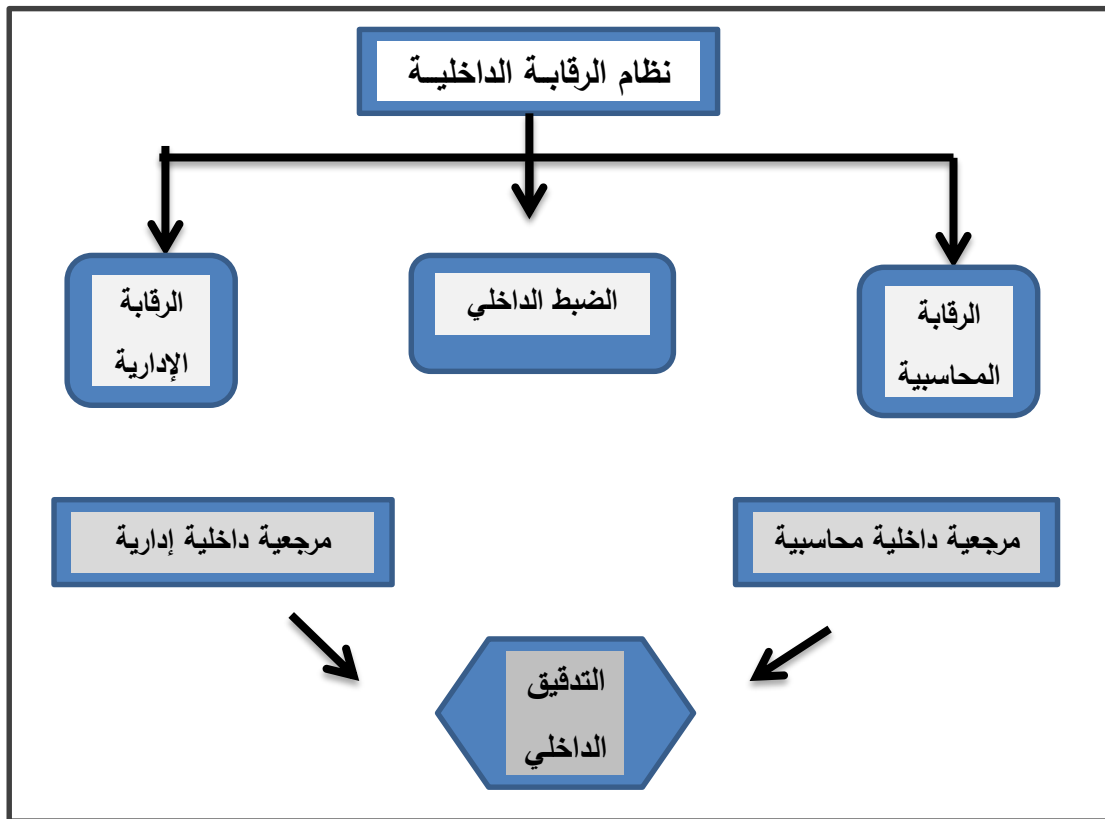 نظام الرقابـة الداخليـة
الرقابة
المحاسبية
الضبط الداخلي
الرقابة
الإدارية
مرجعية داخلية محاسبية
مرجعية داخلية إدارية
التدقيق
الداخلي